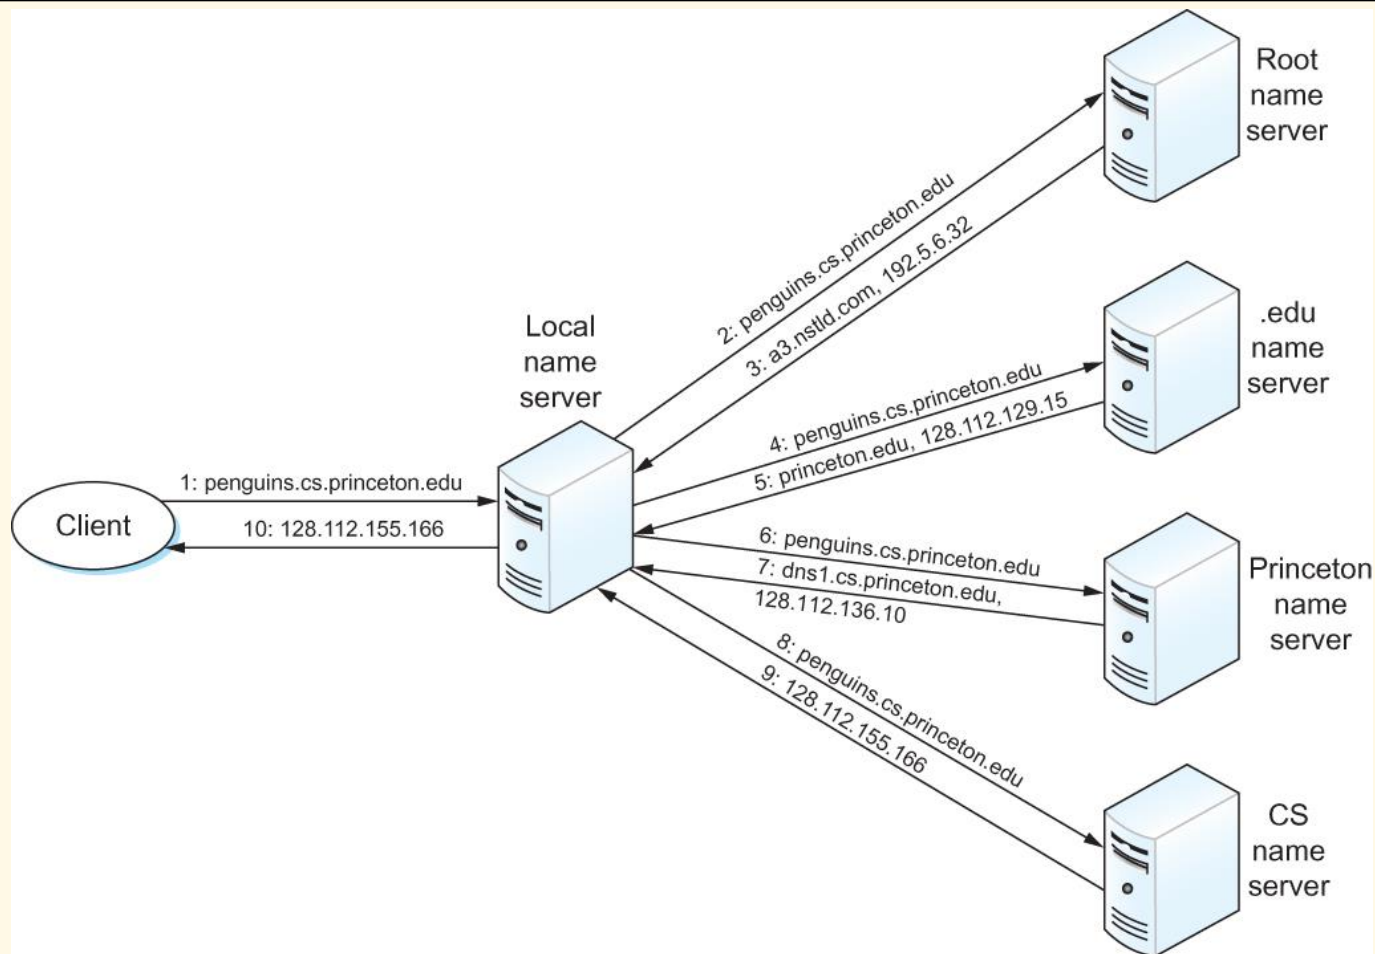 Root
name
server
2: penguins.cs.princeton.edu
3: a3.nstld.com, 192.5.6.32
.edu
name
server
Local
name
server
4: penguins.cs.princeton.edu
5: princeton.edu, 128.112.129.15
1: penguins.cs.princeton.edu
Client
10: 128.112.155.166
6: penguins.cs.princeton.edu
7: dns1.cs.princeton.edu,
128.112.136.10
Princeton
name
server
8: penguins.cs.princeton.edu
9: 128.112.155.166
CS
name
server